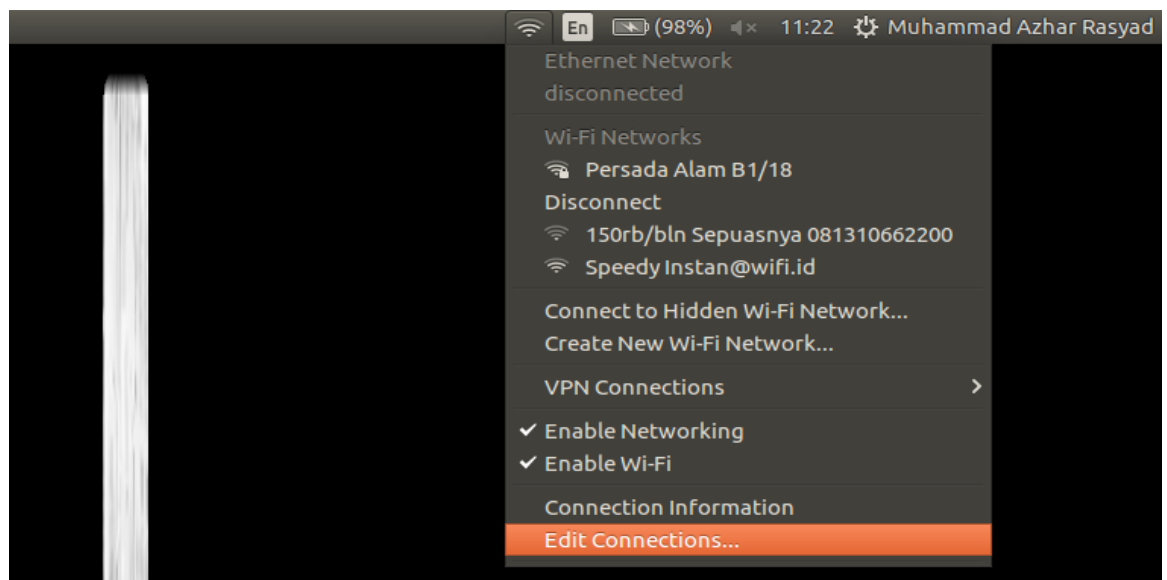 En (98%) 11:22 Muhammad Azhar Rasyad
Ethernet Network
disconnected
Wi-Fi Networks
Persada Alam B1/18
Disconnect
150rb/bln Sepuasnya 081310662200
Speedy Instan@wifi.id
Connect to Hidden Wi-Fi Network...
Create New Wi-Fi Network...
VPN Connections
Enable Networking
Enable Wi-Fi
Connection Information
Edit Connections...